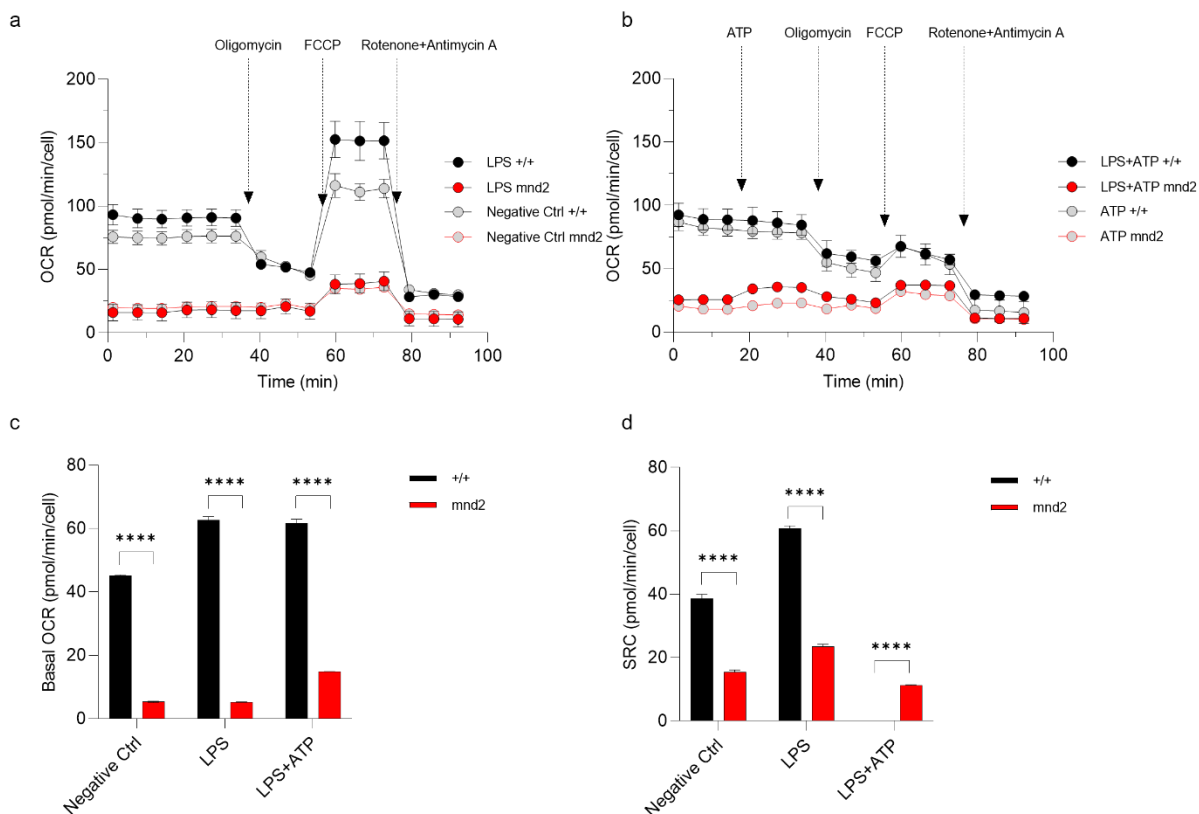 a
Oligomycin FCCP Rotenone+Antimycin A
200
150
100
50
0
OCR (pmol/min/cell)
0 20 40 60 80 100
Time (min)
LPS +/+
LPS mnd2
Negative Ctrl +/+
Negative Ctrl mnd2
b
ATP Oligomycin FCCP Rotenone+Antimycin A
200
150
100
50
0
OCR (pmol/min/cell)
0 20 40 60 80 100
Time (min)
LPS+ATP +/+
LPS+ATP mnd2
ATP +/+
ATP mnd2
c
80
60
40
20
0
Basal OCR (pmol/min/cell)
**** **** ****
Negative Ctrl LPS LPS+ATP
+/+
mnd2
d
80
60
40
20
0
SRC (pmol/min/cell)
**** **** ****
Negative Ctrl LPS LPS+ATP
+/+
mnd2